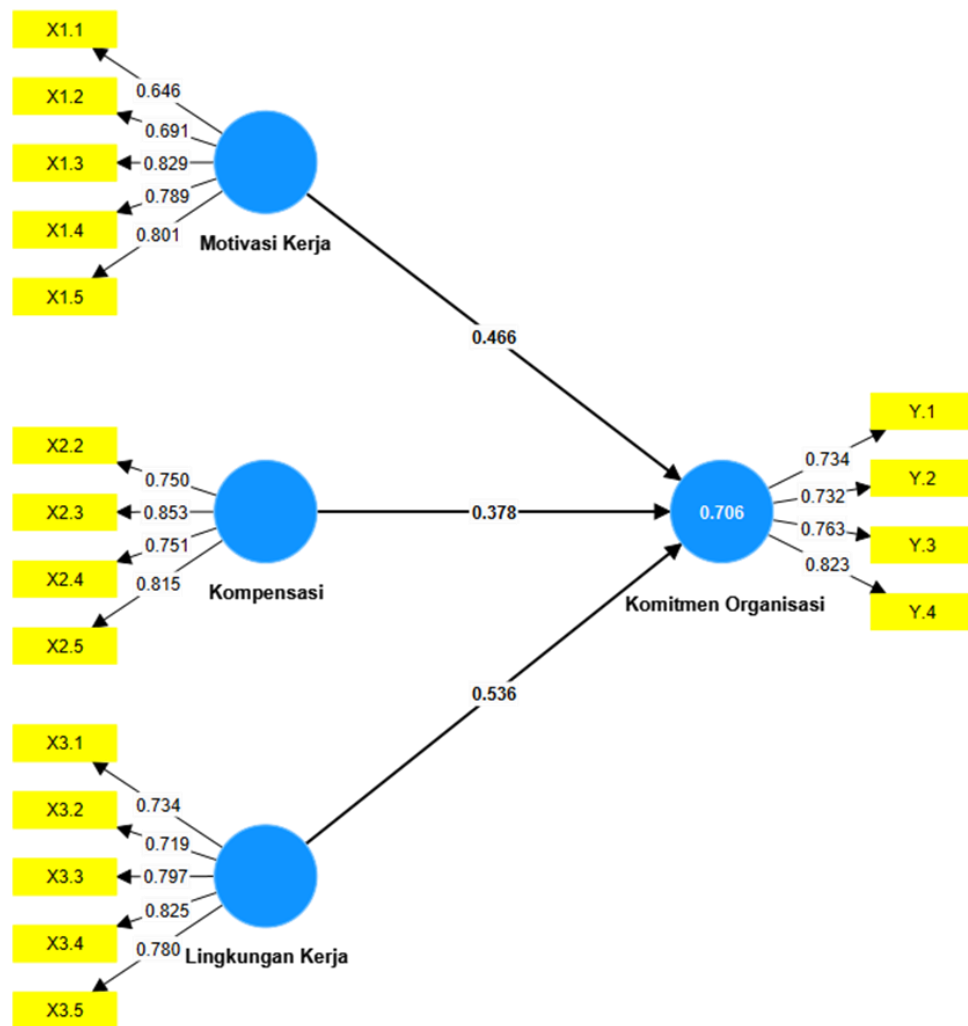 X1.1
0.646
X1.2
0.691
X1.3
0.829
0.789
X1.4
0.801
Motivasi Kerja
X1.5
0.466
X2.2
0.750
X2.3
0.853
0.751
X2.4
0.815
Kompensasi
X2.5
0.378
X3.1
0.734
X3.2
0.719
X3.3
0.797
0.825
X3.4
0.780
Lingkungan Kerja
X3.5
0.536
0.706
Komitmen Organisasi
Y.1
0.734
Y.2
0.732
0.763
Y.3
0.823
Y.4